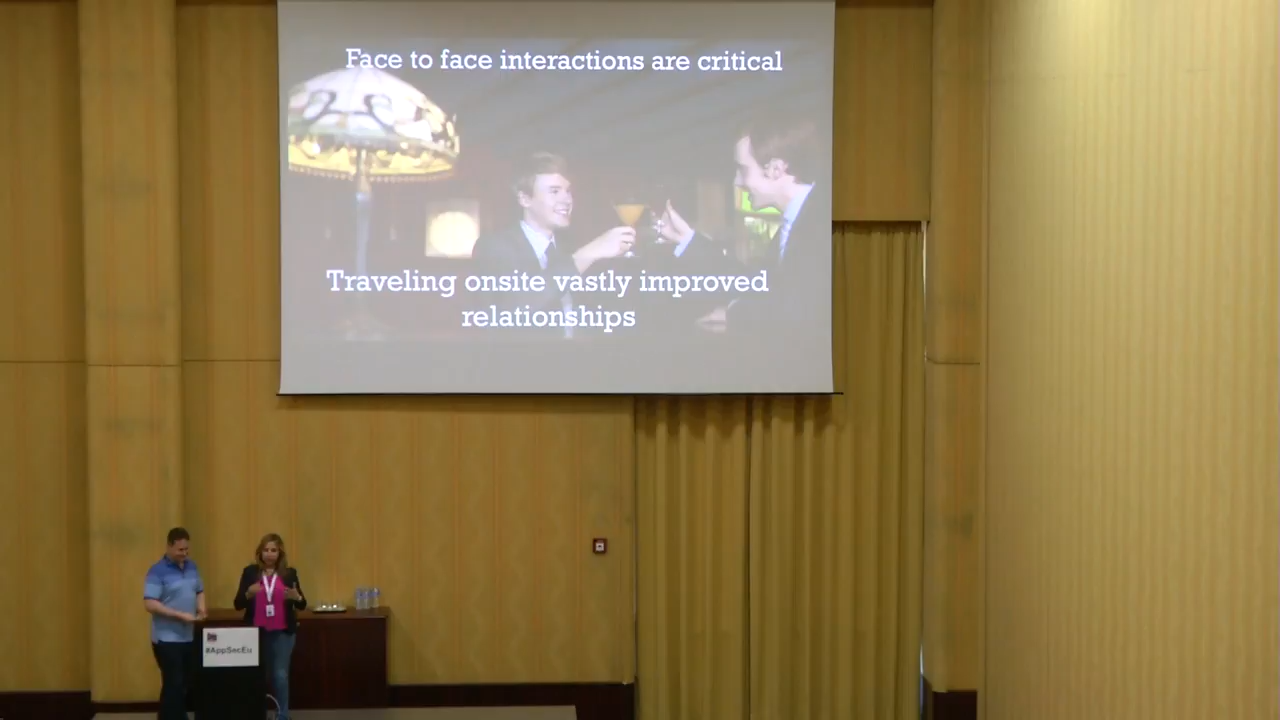 Face to face interactions are critical
Traveling onsite vastly improved
relationships
#AppSecEu